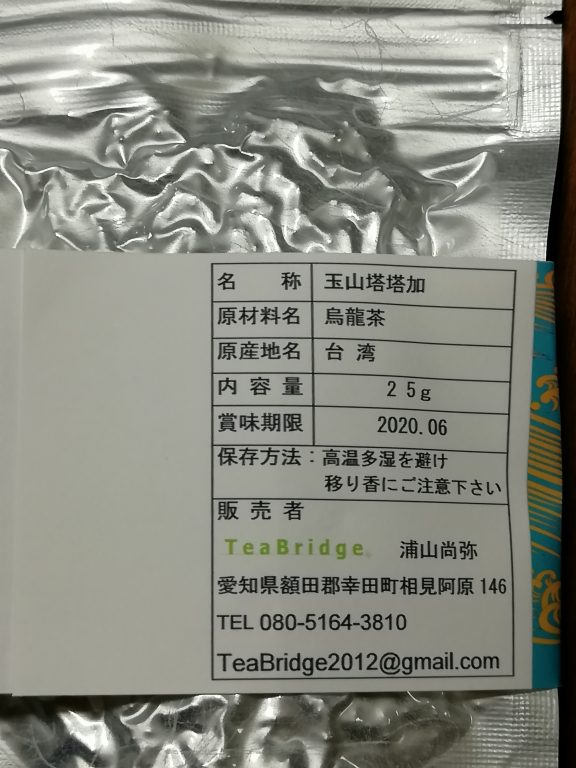 名　称 玉山塔塔加
原材料名 烏龍茶
原産地名 台 湾
内 容 量 25g
賞味期限 2020.06
保存方法：高温多湿を避け
移り香にご注意下さい
販 売 者
TeaBridge 浦山尚弥
愛知県額田郡幸田町相見阿原 146
TEL 080-5164-3810
TeaBridge2012@gmail.com